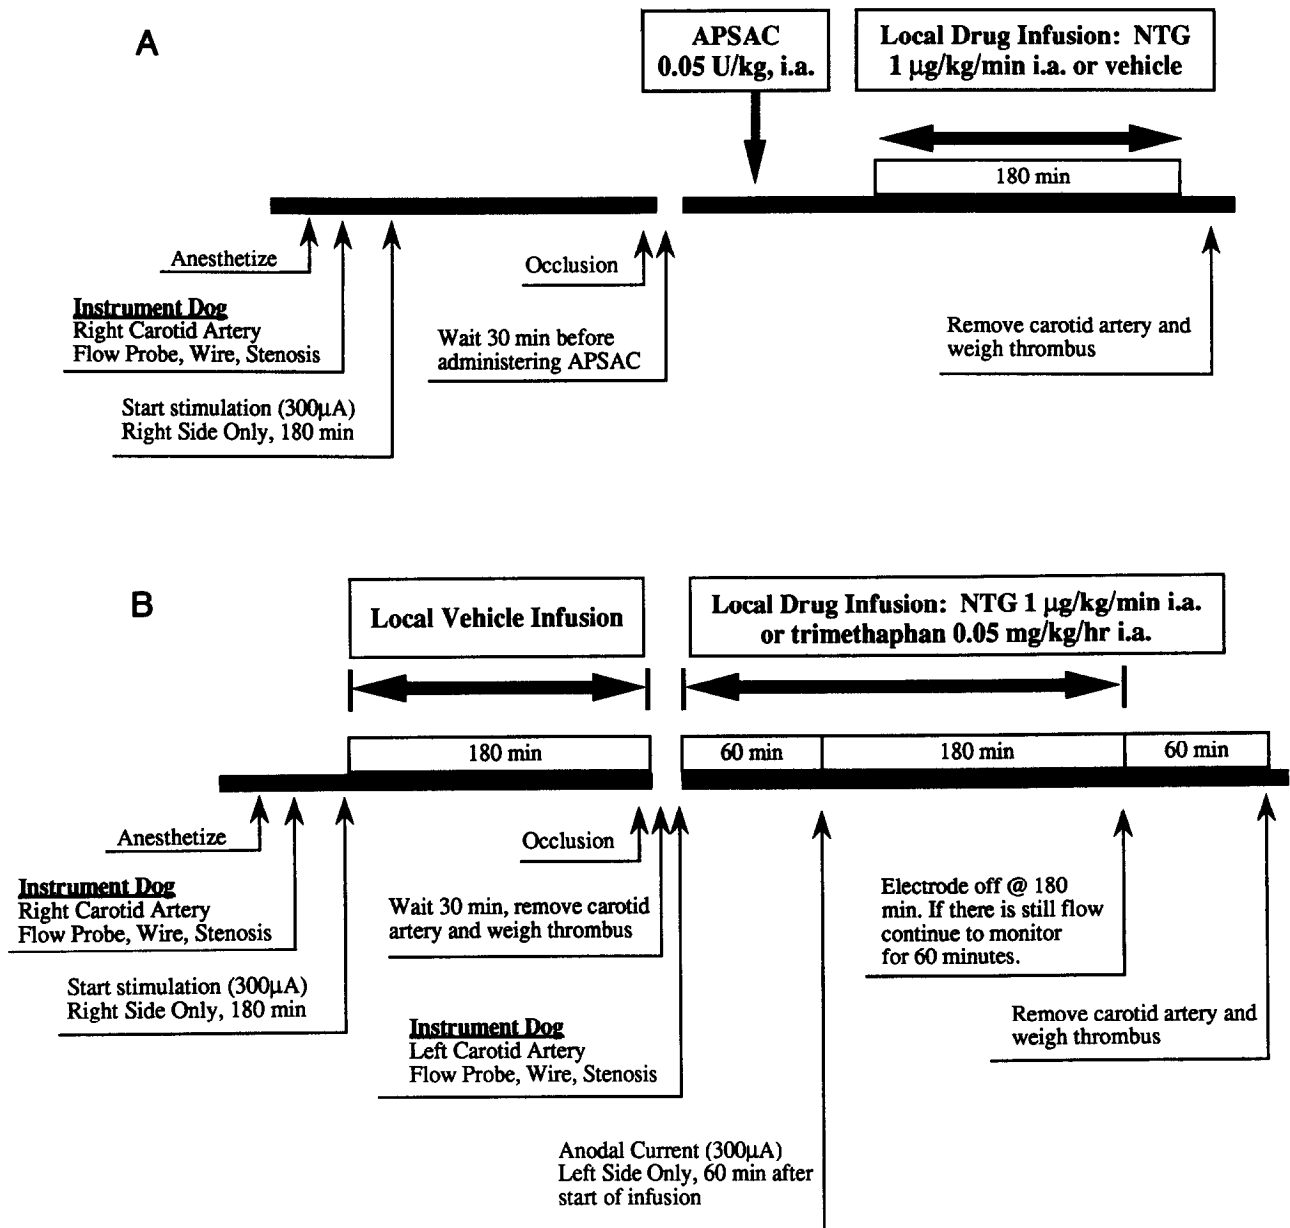 A
APSAC
0.05 U/kg, i.a.
Local Drug Infusion: NTG
1 µg/kg/min i.a. or vehicle
180 min
Anesthetize
Instrument Dog
Right Carotid Artery
Flow Probe, Wire, Stenosis
Start stimulation (300µA)
Right Side Only, 180 min
Occlusion
Wait 30 min before
administering APSAC
Remove carotid artery and
weigh thrombus
B
Local Vehicle Infusion
Local Drug Infusion: NTG 1 µg/kg/min i.a.
or trimethaphan 0.05 mg/kg/hr i.a.
180 min
60 min
180 min
60 min
Anesthetize
Instrument Dog
Right Carotid Artery
Flow Probe, Wire, Stenosis
Start stimulation (300µA)
Right Side Only, 180 min
Occlusion
Wait 30 min, remove carotid
artery and weigh thrombus
Instrument Dog
Left Carotid Artery
Flow Probe, Wire, Stenosis
Anodal Current (300µA)
Left Side Only, 60 min after
start of infusion
Electrode off @ 180
min. If there is still flow
continue to monitor
for 60 minutes.
Remove carotid artery and
weigh thrombus